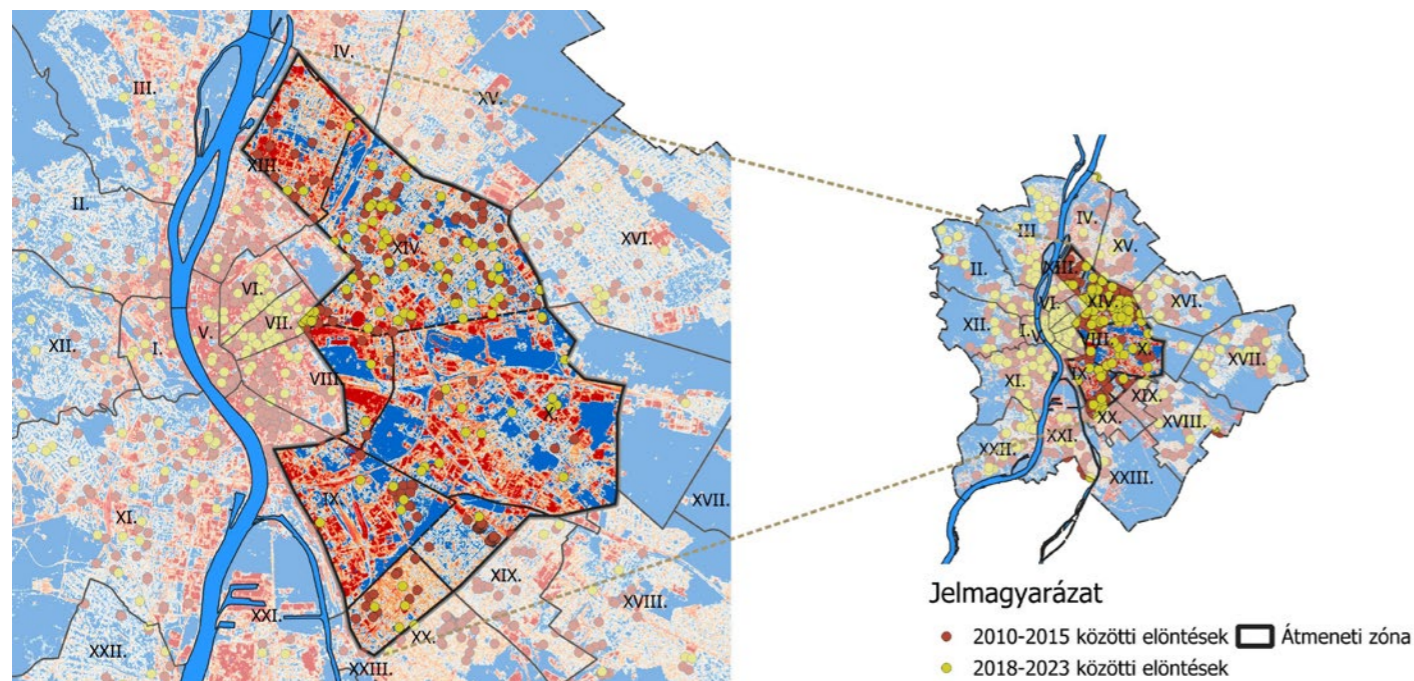 IV.
III.
XV.
XIII.
II.
XIV.
XVI.
VI.
VII.
V.
XII.
I.
VIII.
X.
IX.
XVII.
XI.
XIX.
XVIII.
XXI.
XX.
XXII.
XXIII.
IV.
III.
XV.
II.
XIII.
XVI.
XIV.
VI.
XII.
I.
V.
VIII.
X.
XVII.
IX.
XI.
XIX.
XX.
XVIII.
XXII.
XXI.
XXIII.
Jelmagyarázat
2010-2015 közötti elöntések Átmeneti zóna
2018-2023 közötti elöntések